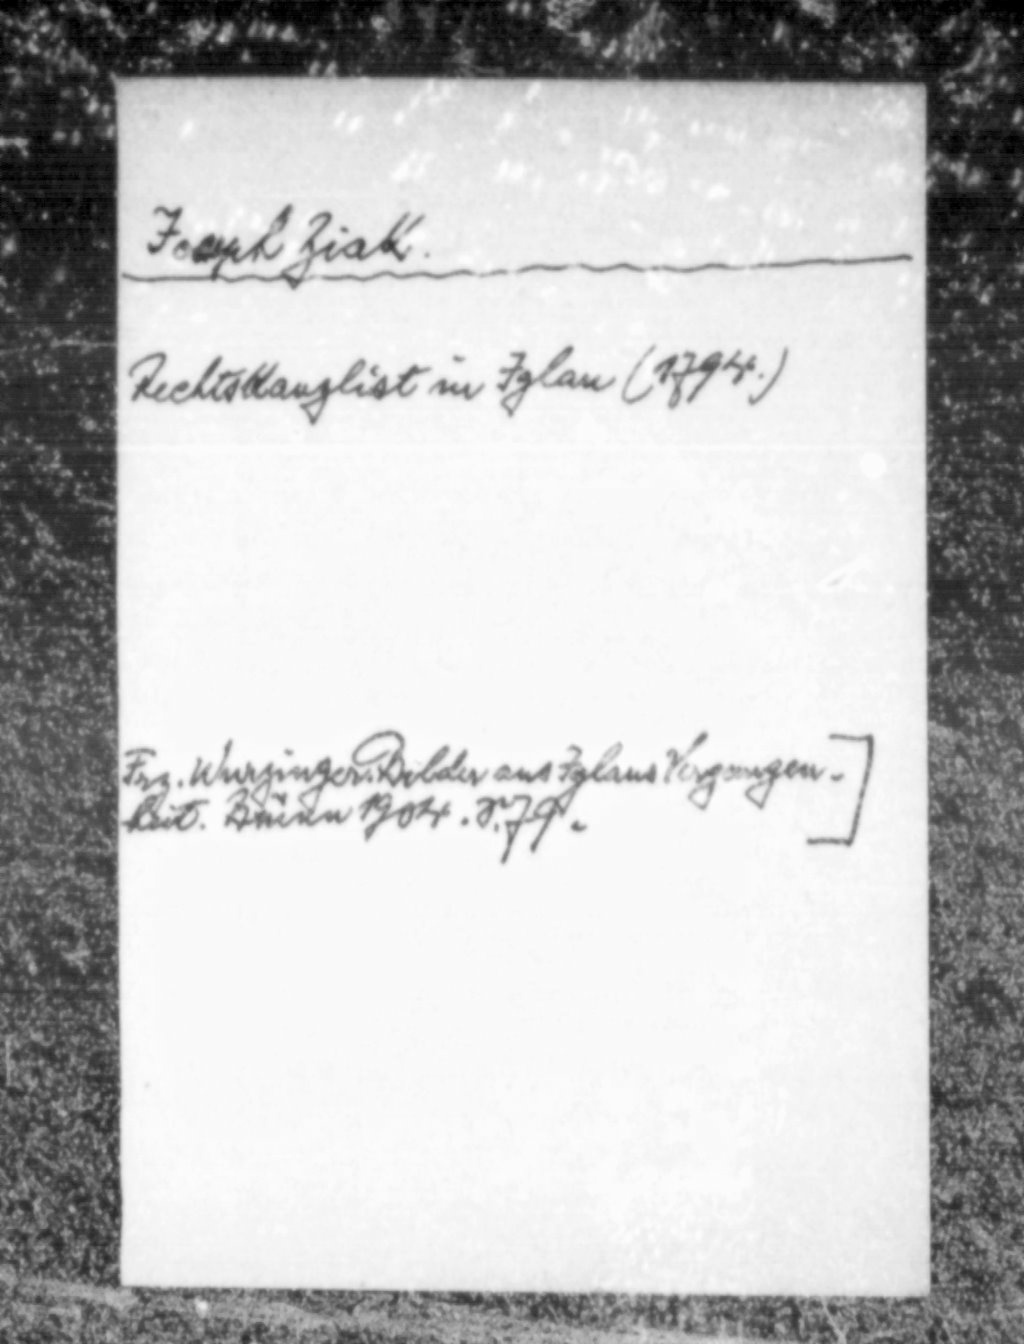 Joseph Ziak.
Rechtskanzlist in Iglau (1794.)
Frz. Wurzinger. Bilder aus Iglaus Vergangen-
heit. Brünn 1904. S. 79.